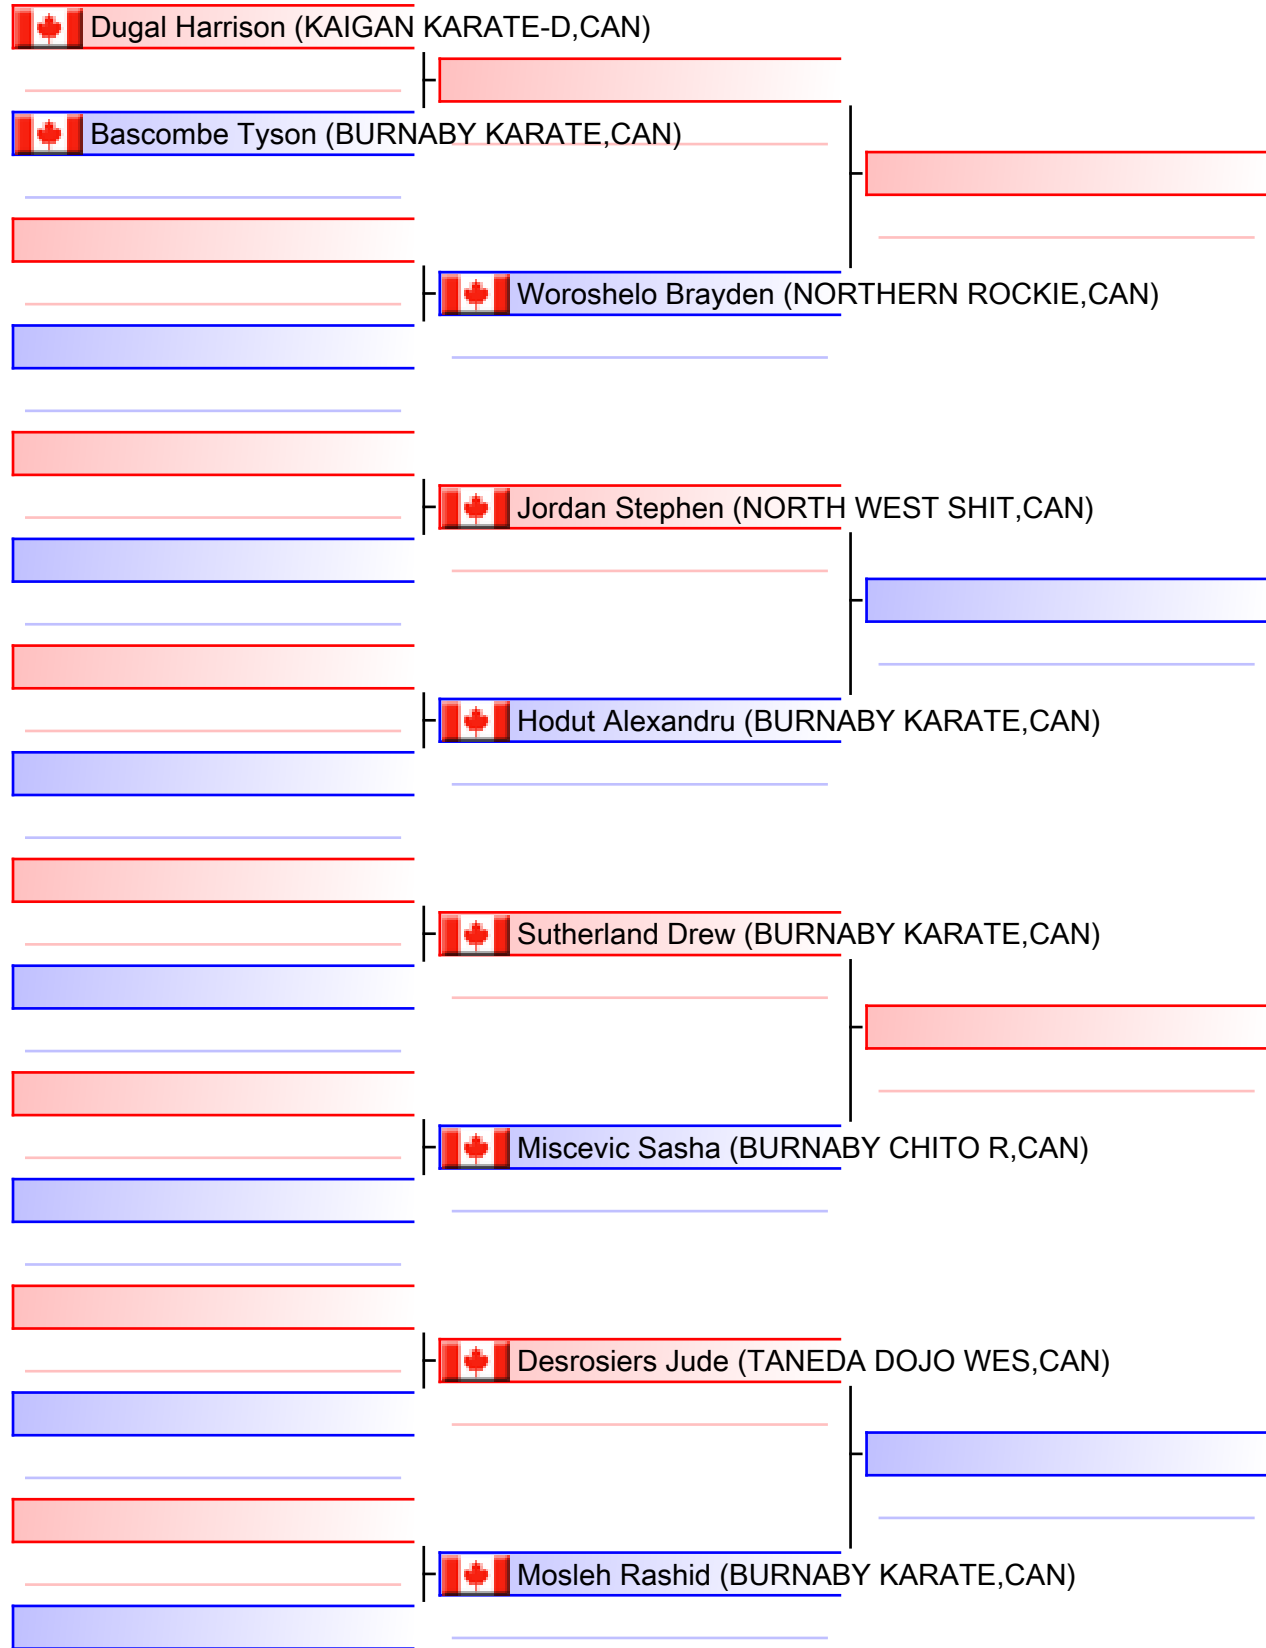 Dugal Harrison (KAIGAN KARATE-D,CAN)
Bascombe Tyson (BURNABY KARATE,CAN)
Woroshelo Brayden (NORTHERN ROCKIE,CAN)
Jordan Stephen (NORTH WEST SHIT,CAN)
Hodut Alexandru (BURNABY KARATE,CAN)
Sutherland Drew (BURNABY KARATE,CAN)
Miscevic Sasha (BURNABY CHITO R,CAN)
Desrosiers Jude (TANEDA DOJO WES,CAN)
Mosleh Rashid (BURNABY KARATE,CAN)